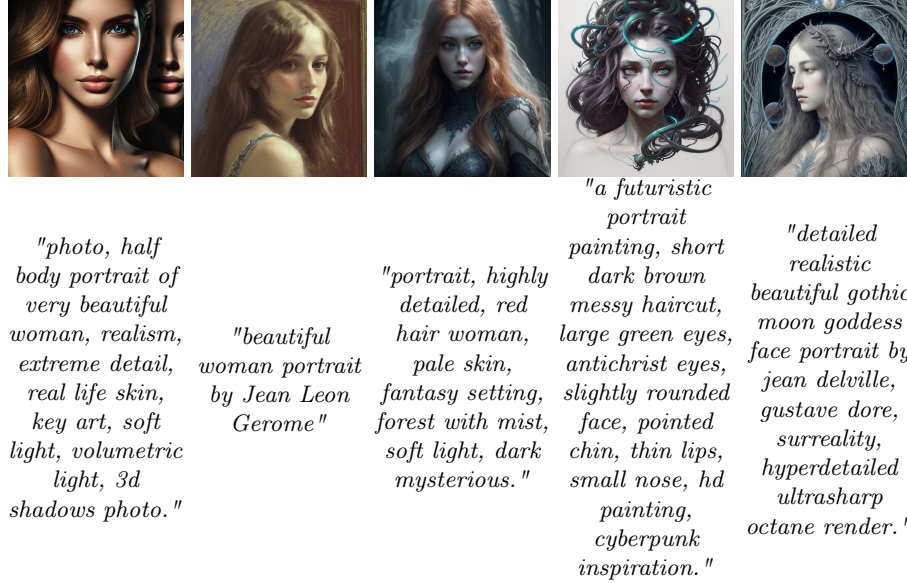 "photo, half
body portrait of
very beautiful
woman, realism,
extreme detail,
real life skin,
key art, soft
light, volumetric
light, 3d
shadows photo."
"beautiful
woman portrait
by Jean Leon
Gerome"
"portrait, highly
detailed, red
hair woman,
pale skin,
fantasy setting,
forest with mist,
soft light, dark
mysterious."
"a futuristic
portrait
painting, short
dark brown
messy haircut,
large green eyes,
antichrist eyes,
slightly rounded
face, pointed
chin, thin lips,
small nose, hd
painting,
cyberpunk
inspiration."
"detailed
realistic
beautiful gothic
moon goddess
face portrait by
jean delville,
gustave dore,
surreality,
hyperdetailed
ultrasharp
octane render."